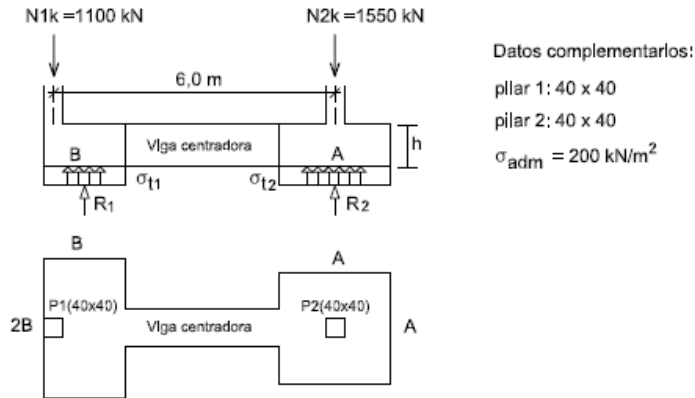 N1k =1100 kN
N2k =1550 kN
6,0 m
Datos complementarios:
pilar 1: 40 x 40
pilar 2: 40 x 40
σadm = 200 kN/m²
B
Viga centradora
A
h
σt1
σt2
R1
R2
B
A
P1(40x40)
P2(40x40)
2B
Viga centradora
A